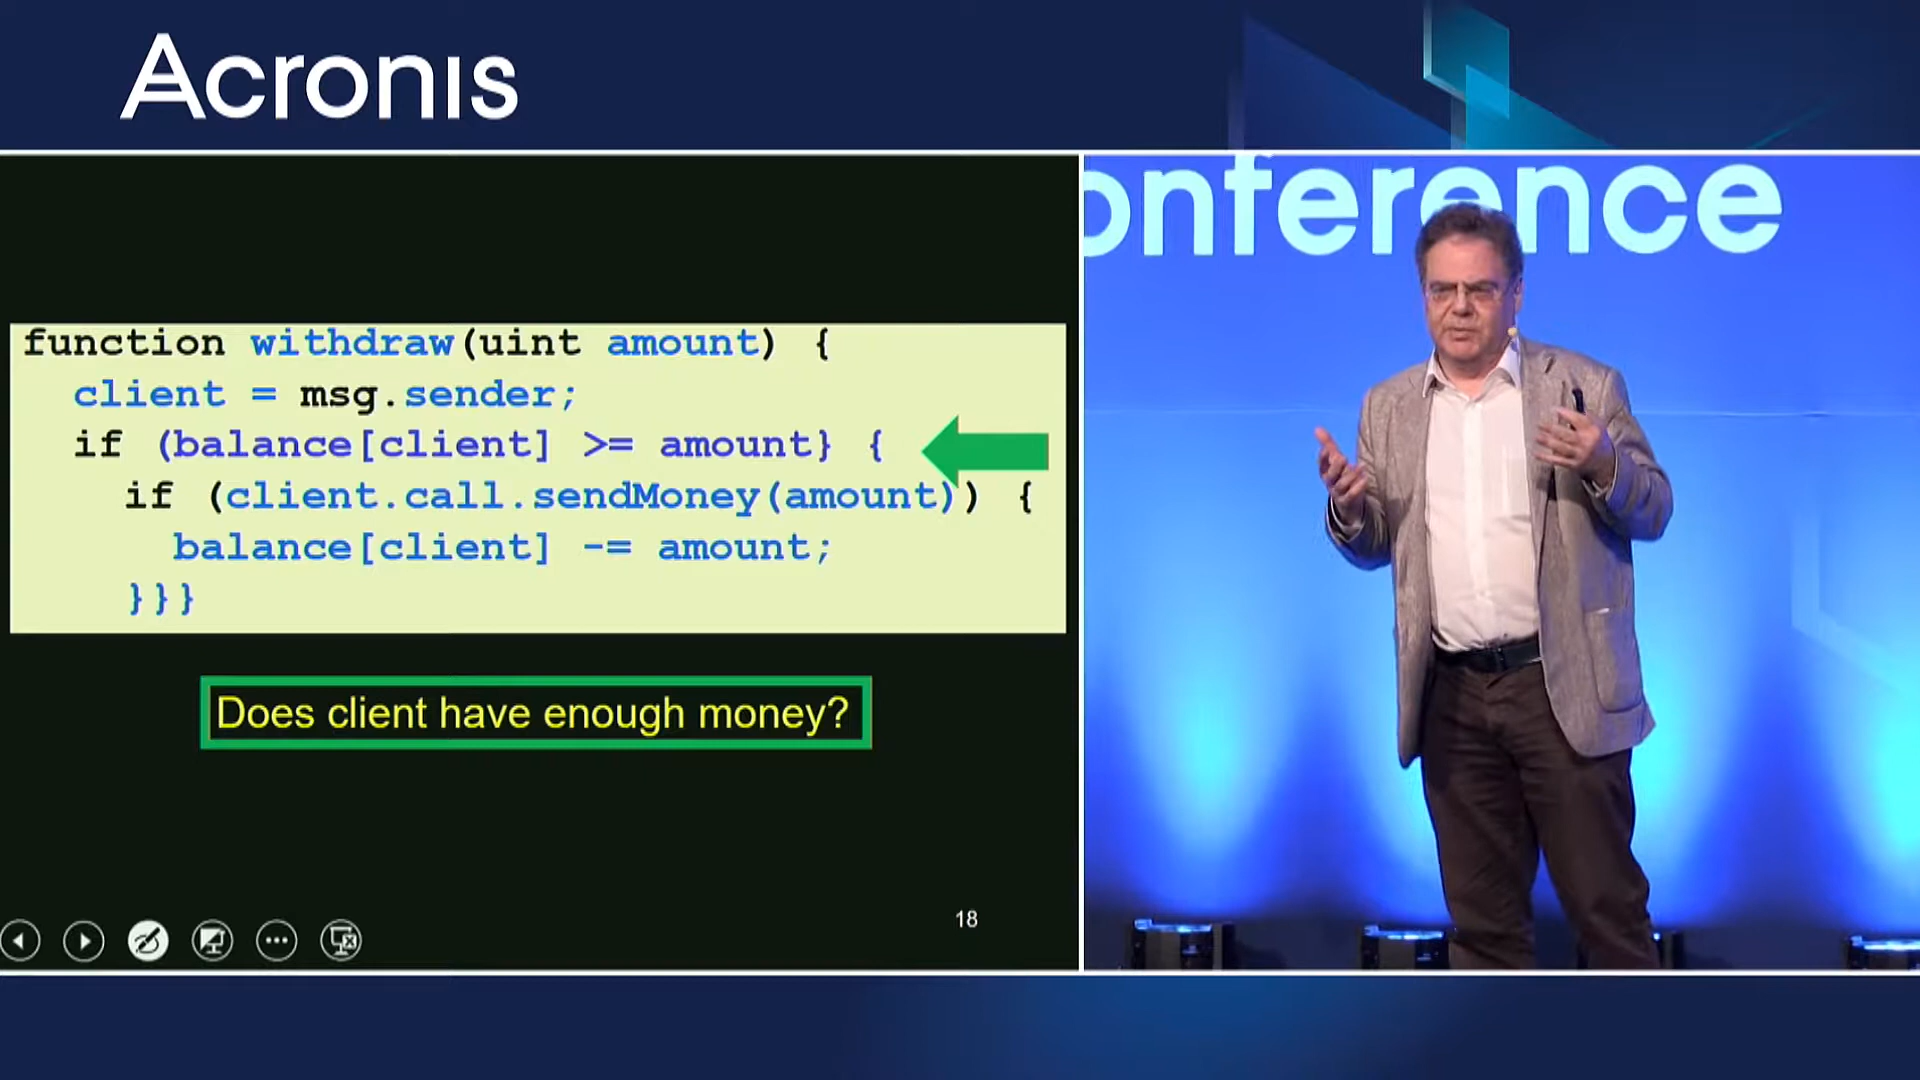 Acronis
onference
function withdraw(uint amount) {
client = msg.sender;
if (balance[client] >= amount} {
if (client.call.sendMoney(amount)) {
balance[client] -= amount;
}}}
Does client have enough money?
18